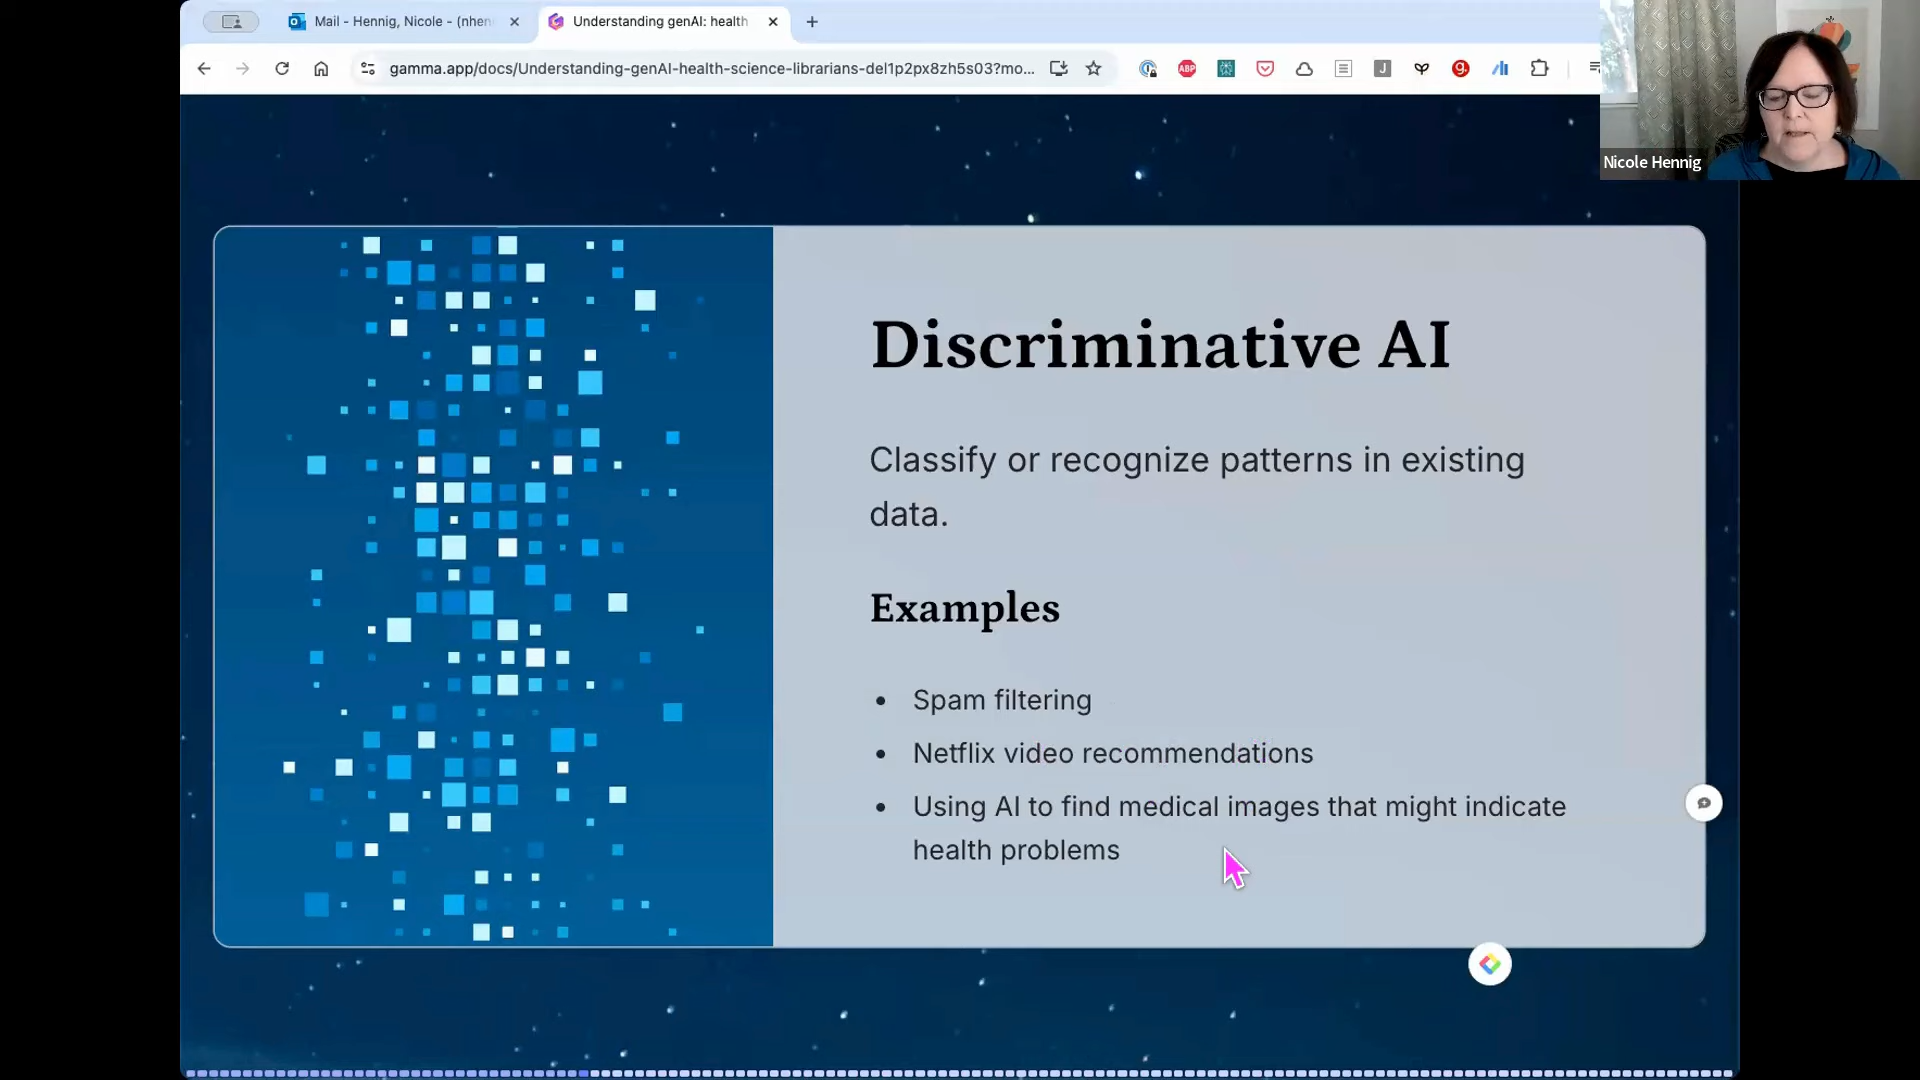 Mail - Hennig, Nicole - (nhen
Understanding genAI: health
gamma.app/docs/Understanding-genAI-health-science-librarians-del1p2px8zh5s03?mo...
ABP
J
g.
Nicole Hennig
Discriminative AI
Classify or recognize patterns in existing
data.
Examples
• Spam filtering
• Netflix video recommendations
• Using AI to find medical images that might indicate
health problems